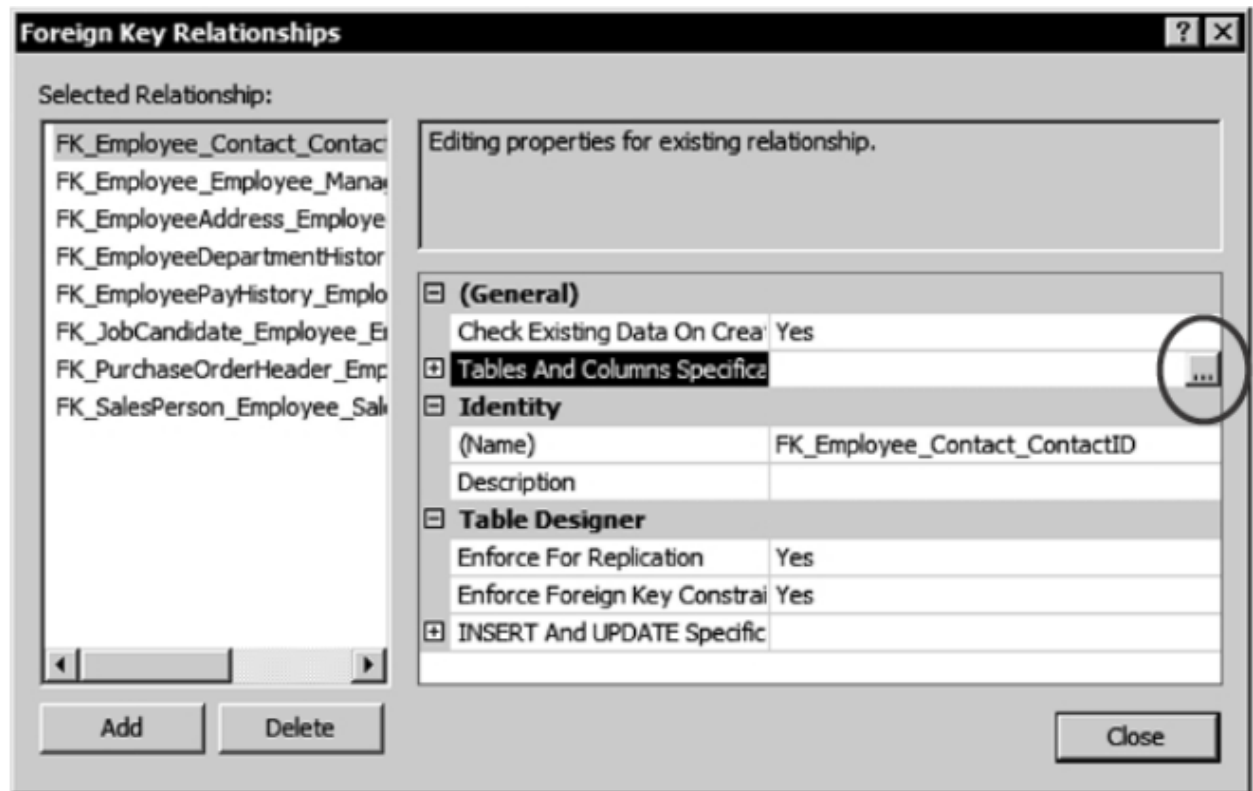 Foreign Key Relationships
Selected Relationship:
FK_Employee_Contact_Contac
FK_Employee_Employee_Mana
FK_EmployeeAddress_Employe
FK_EmployeeDepartmentHistor
FK_EmployeePayHistory_Emplo
FK_JobCandidate_Employee_E
FK_PurchaseOrderHeader_Emp
FK_SalesPerson_Employee_Sal
Add Delete
Editing properties for existing relationship.
(General)
Check Existing Data On Crea Yes
Tables And Columns Specifica ...
Identity
(Name) FK_Employee_Contact_ContactID
Description
Table Designer
Enforce For Replication Yes
Enforce Foreign Key Constrai Yes
INSERT And UPDATE Specific
Close